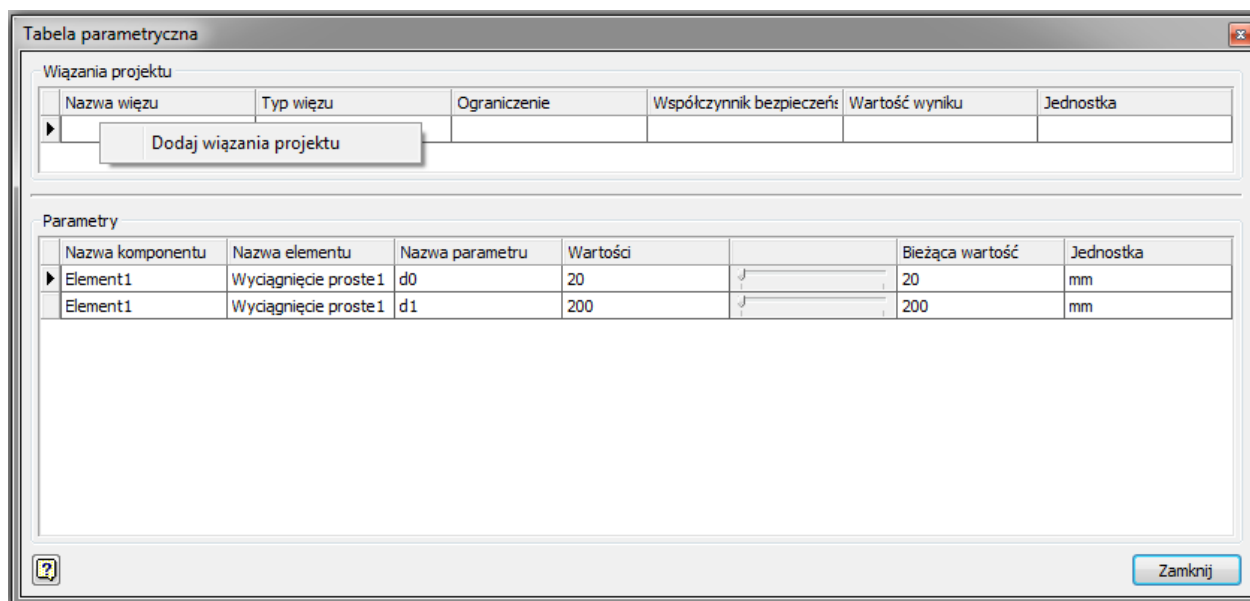 Tabela parametryczna
Wiązania projektu
Nazwa więzu Typ więzu Ograniczenie Współczynnik bezpieczeńs Wartość wyniku Jednostka
Dodaj wiązania projektu
Parametry
Nazwa komponentu Nazwa elementu Nazwa parametru Wartości Bieżąca wartość Jednostka
Element1 Wyciągnięcie proste1 d0 20 20 mm
Element1 Wyciągnięcie proste1 d1 200 200 mm
Zamknij